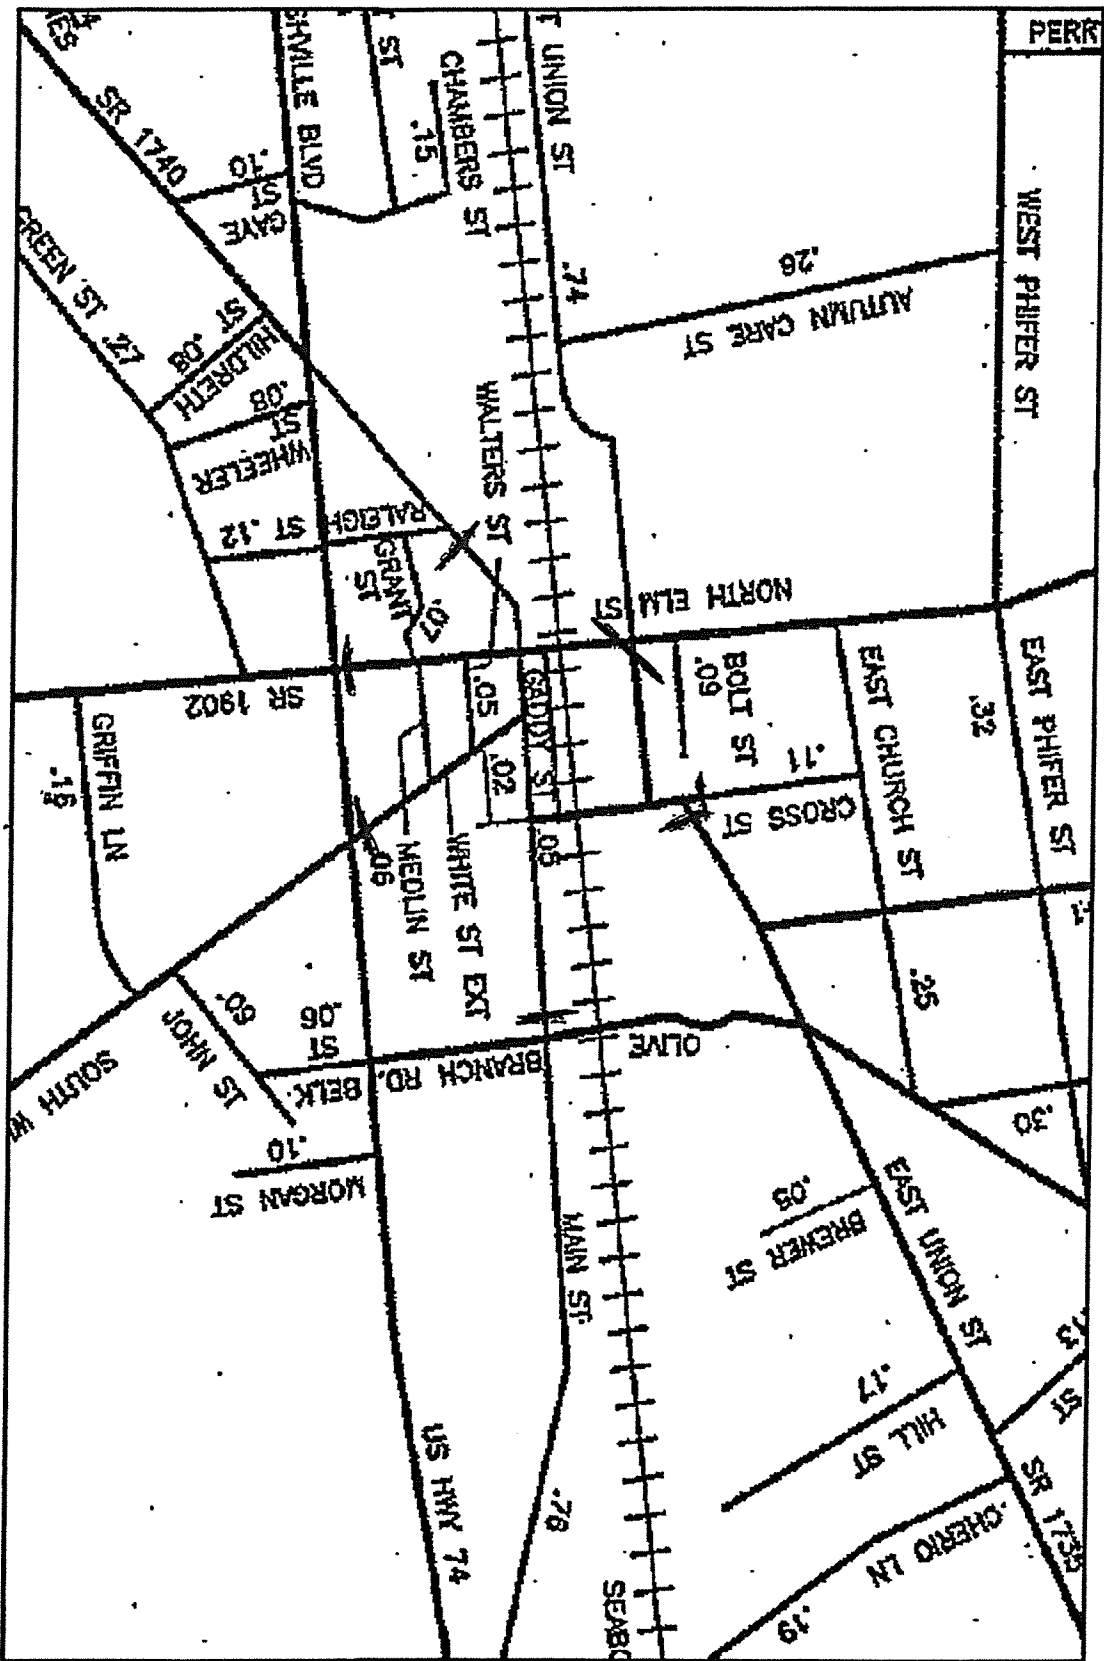 PERR
SR 1740
GHVILLE BLVD
ST
CHAMBERS ST
.15
T UNION ST
WEST PHIFER ST
.10
GAYE
ST
.74
.26
AUTUMN CARE ST
GREEN ST .27
.08
HILDRETH
ST
.08
WHEELER
ST
WALTERS ST
RALEIGH ST .12
GRANT
ST
.07
NORTH ELM
ST
SR 1902
GRIFFIN LN
.05
GADDY ST
.02
BOLT ST
.09
.11
CROSS ST
EAST CHURCH ST
.32
EAST PHIFER ST
.06
MEDLIN ST
WHITE ST EXT
.05
.25
.30
SOUTH
JOHN ST
.09
BELK
ST
.06
OLIVE
BRANCH RD.
.10
MORGAN ST
MAIN ST
.05
BREWER ST
EAST UNION ST
.17
HILL ST
ST
SR 1735
CHERIO LN
.19
US HWY 74
.76
SEABO